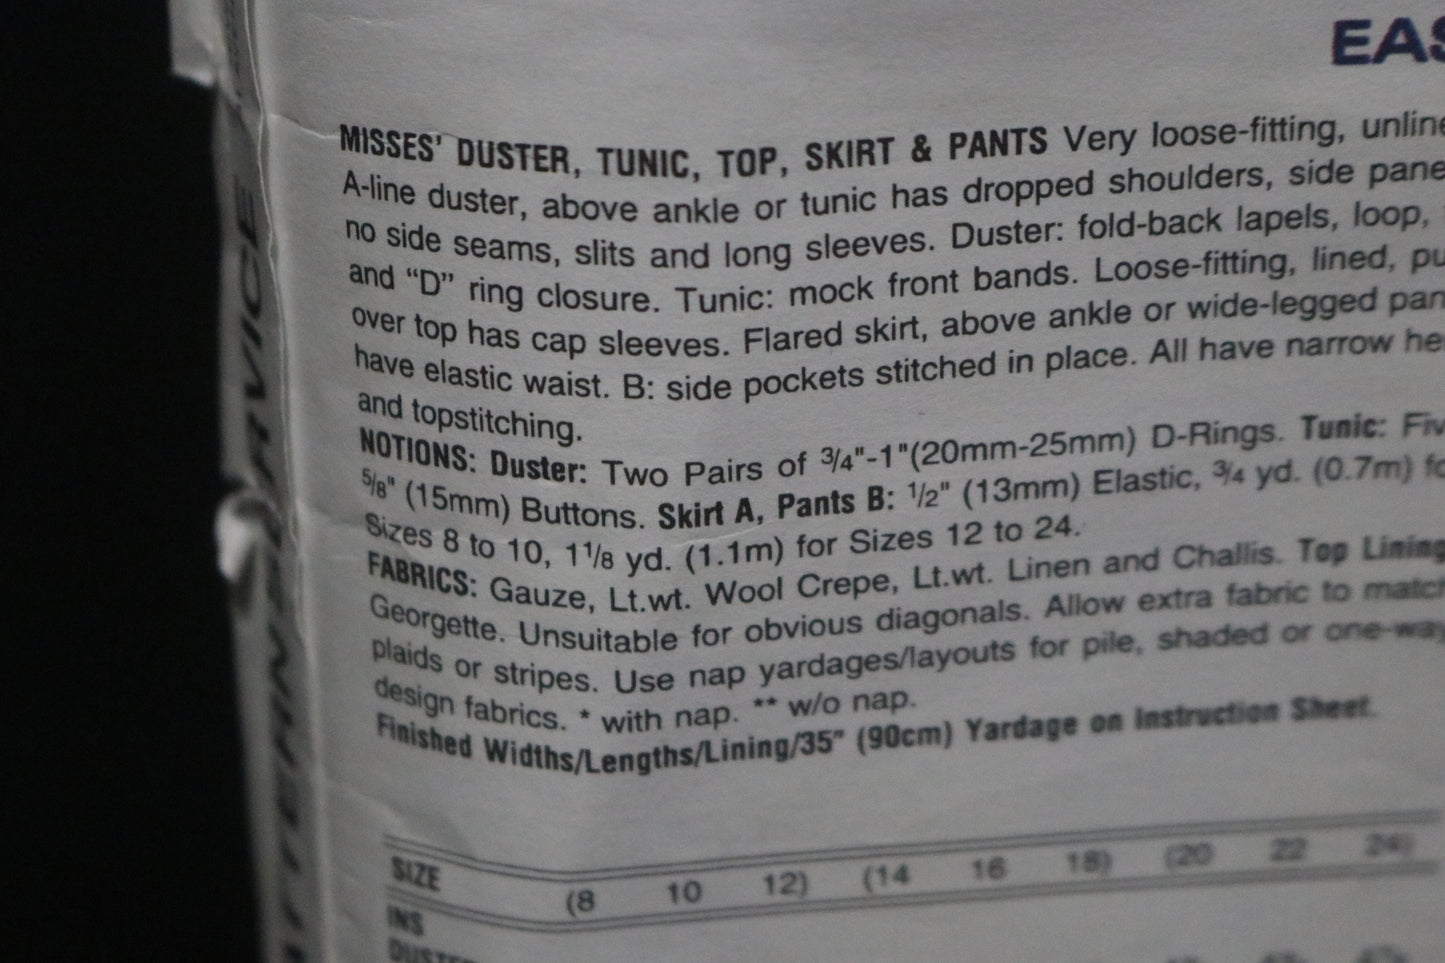 EAS
MISSES' DUSTER, TUNIC, TOP, SKIRT & PANTS Very loose-fitting, unline
A-line duster, above ankle or tunic has dropped shoulders, side pane
no side seams, slits and long sleeves. Duster: fold-back lapels, loop,
and “D” ring closure. Tunic: mock front bands. Loose-fitting, lined, pu
over top has cap sleeves. Flared skirt, above ankle or wide-legged pan
have elastic waist. B: side pockets stitched in place. All have narrow he
and topstitching.
NOTIONS: Duster: Two Pairs of 3/4"-1"(20mm-25mm) D-Rings. Tunic: Fiv
5/8" (15mm) Buttons. Skirt A, Pants B: 1/2" (13mm) Elastic, 3/4 yd. (0.7m) fo
Sizes 8 to 10, 1 1/8 yd. (1.1m) for Sizes 12 to 24.
FABRICS: Gauze, Lt.wt. Wool Crepe, Lt.wt. Linen and Challis. Top Lining
Georgette. Unsuitable for obvious diagonals. Allow extra fabric to match
plaids or stripes. Use nap yardages/layouts for pile, shaded or one-way
design fabrics. * with nap. ** w/o nap.
Finished Widths/Lengths/Lining/35" (90cm) Yardage on Instruction Sheet.
SIZE (8 10 12) (14 16 18) (20 22 24)
INS
DUSTER